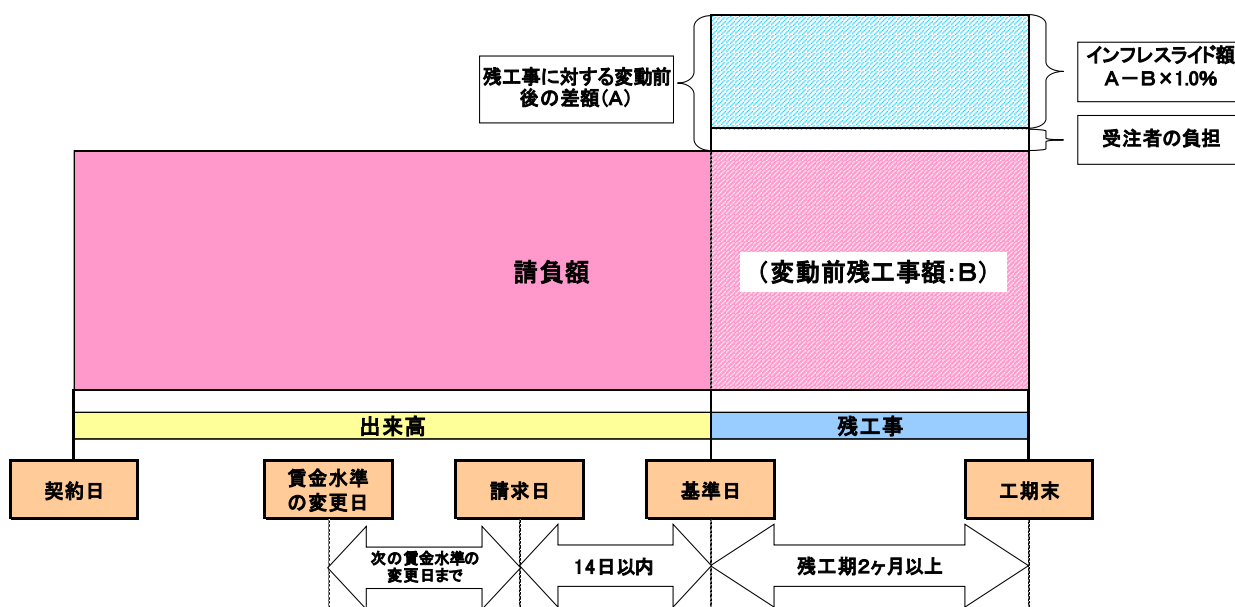 残工事に対する変動前
後の差額(A)
インフレスライド額
A－B×1.0%
受注者の負担
請負額
(変動前残工事額:B)
出来高
残工事
契約日
賃金水準
の変更日
請求日
基準日
工期末
次の賃金水準の
変更日まで
14日以内
残工期2ヶ月以上